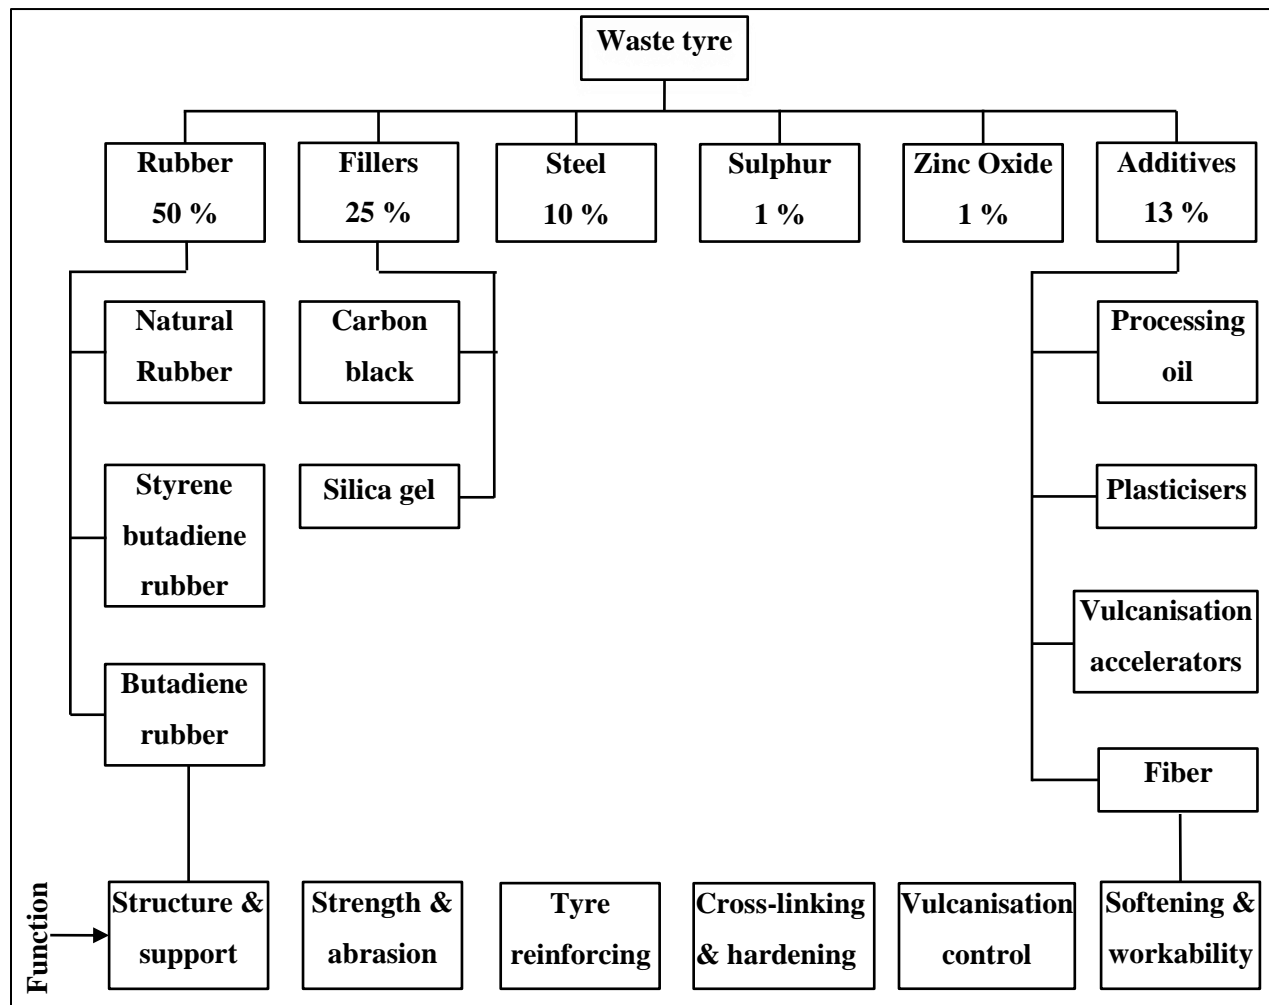 Waste tyre
Rubber
50 %
Fillers
25 %
Steel
10 %
Sulphur
1 %
Zinc Oxide
1 %
Additives
13 %
Natural
Rubber
Carbon
black
Processing
oil
Styrene
butadiene
rubber
Silica gel
Plasticisers
Vulcanisation
accelerators
Butadiene
rubber
Fiber
Function
Structure &
support
Strength &
abrasion
Tyre
reinforcing
Cross-linking
& hardening
Vulcanisation
control
Softening &
workability